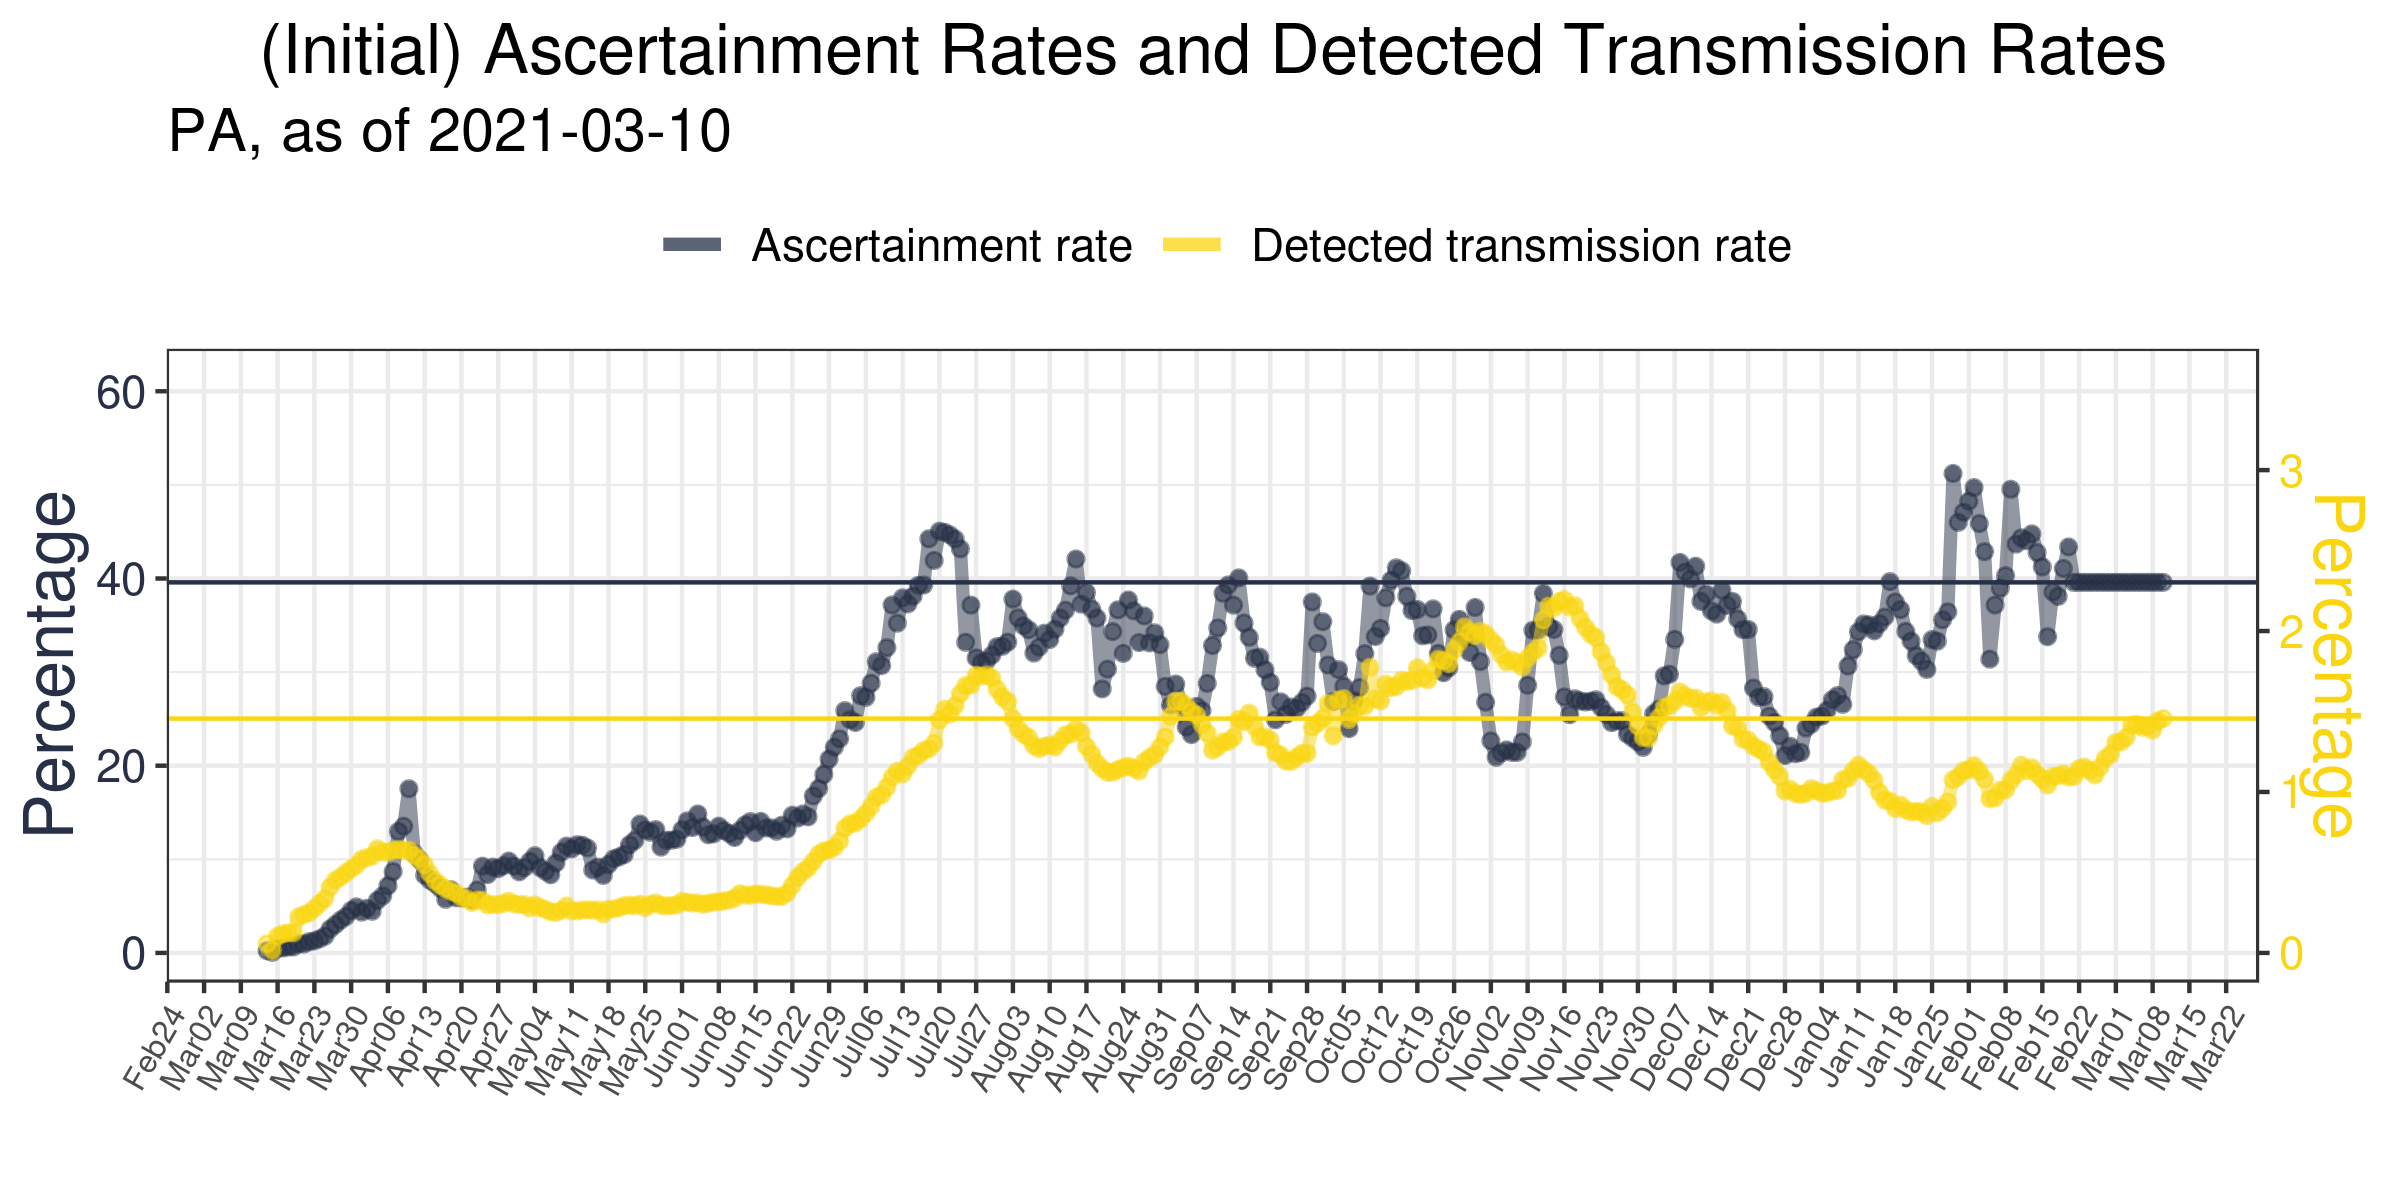 (Initial) Ascertainment Rates and Detected Transmission Rates
PA, as of 2021-03-10
Ascertainment rate
Detected transmission rate
Percentage
60
40
20
0
3
2
1
0
Percentage
Feb24
Mar02
Mar09
Mar16
Mar23
Mar30
Apr06
Apr13
Apr20
Apr27
May04
May11
May18
May25
Jun01
Jun08
Jun15
Jun22
Jun29
Jul06
Jul13
Jul20
Jul27
Aug03
Aug10
Aug17
Aug24
Aug31
Sep07
Sep14
Sep21
Sep28
Oct05
Oct12
Oct19
Oct26
Nov02
Nov09
Nov16
Nov23
Nov30
Dec07
Dec14
Dec21
Dec28
Jan04
Jan11
Jan18
Jan25
Feb01
Feb08
Feb15
Feb22
Mar01
Mar08
Mar15
Mar22